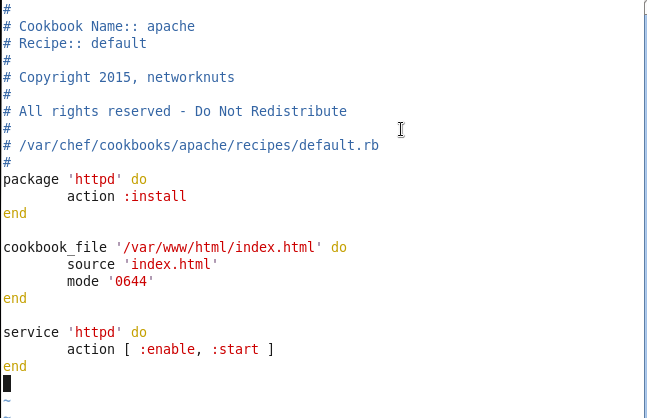 #
# Cookbook Name:: apache
# Recipe:: default
#
# Copyright 2015, networknuts
#
# All rights reserved - Do Not Redistribute
#
# /var/chef/cookbooks/apache/recipes/default.rb
#
package 'httpd' do
        action :install
end

cookbook_file '/var/www/html/index.html' do
        source 'index.html'
        mode '0644'
end

service 'httpd' do
        action [ :enable, :start ]
end
~
~